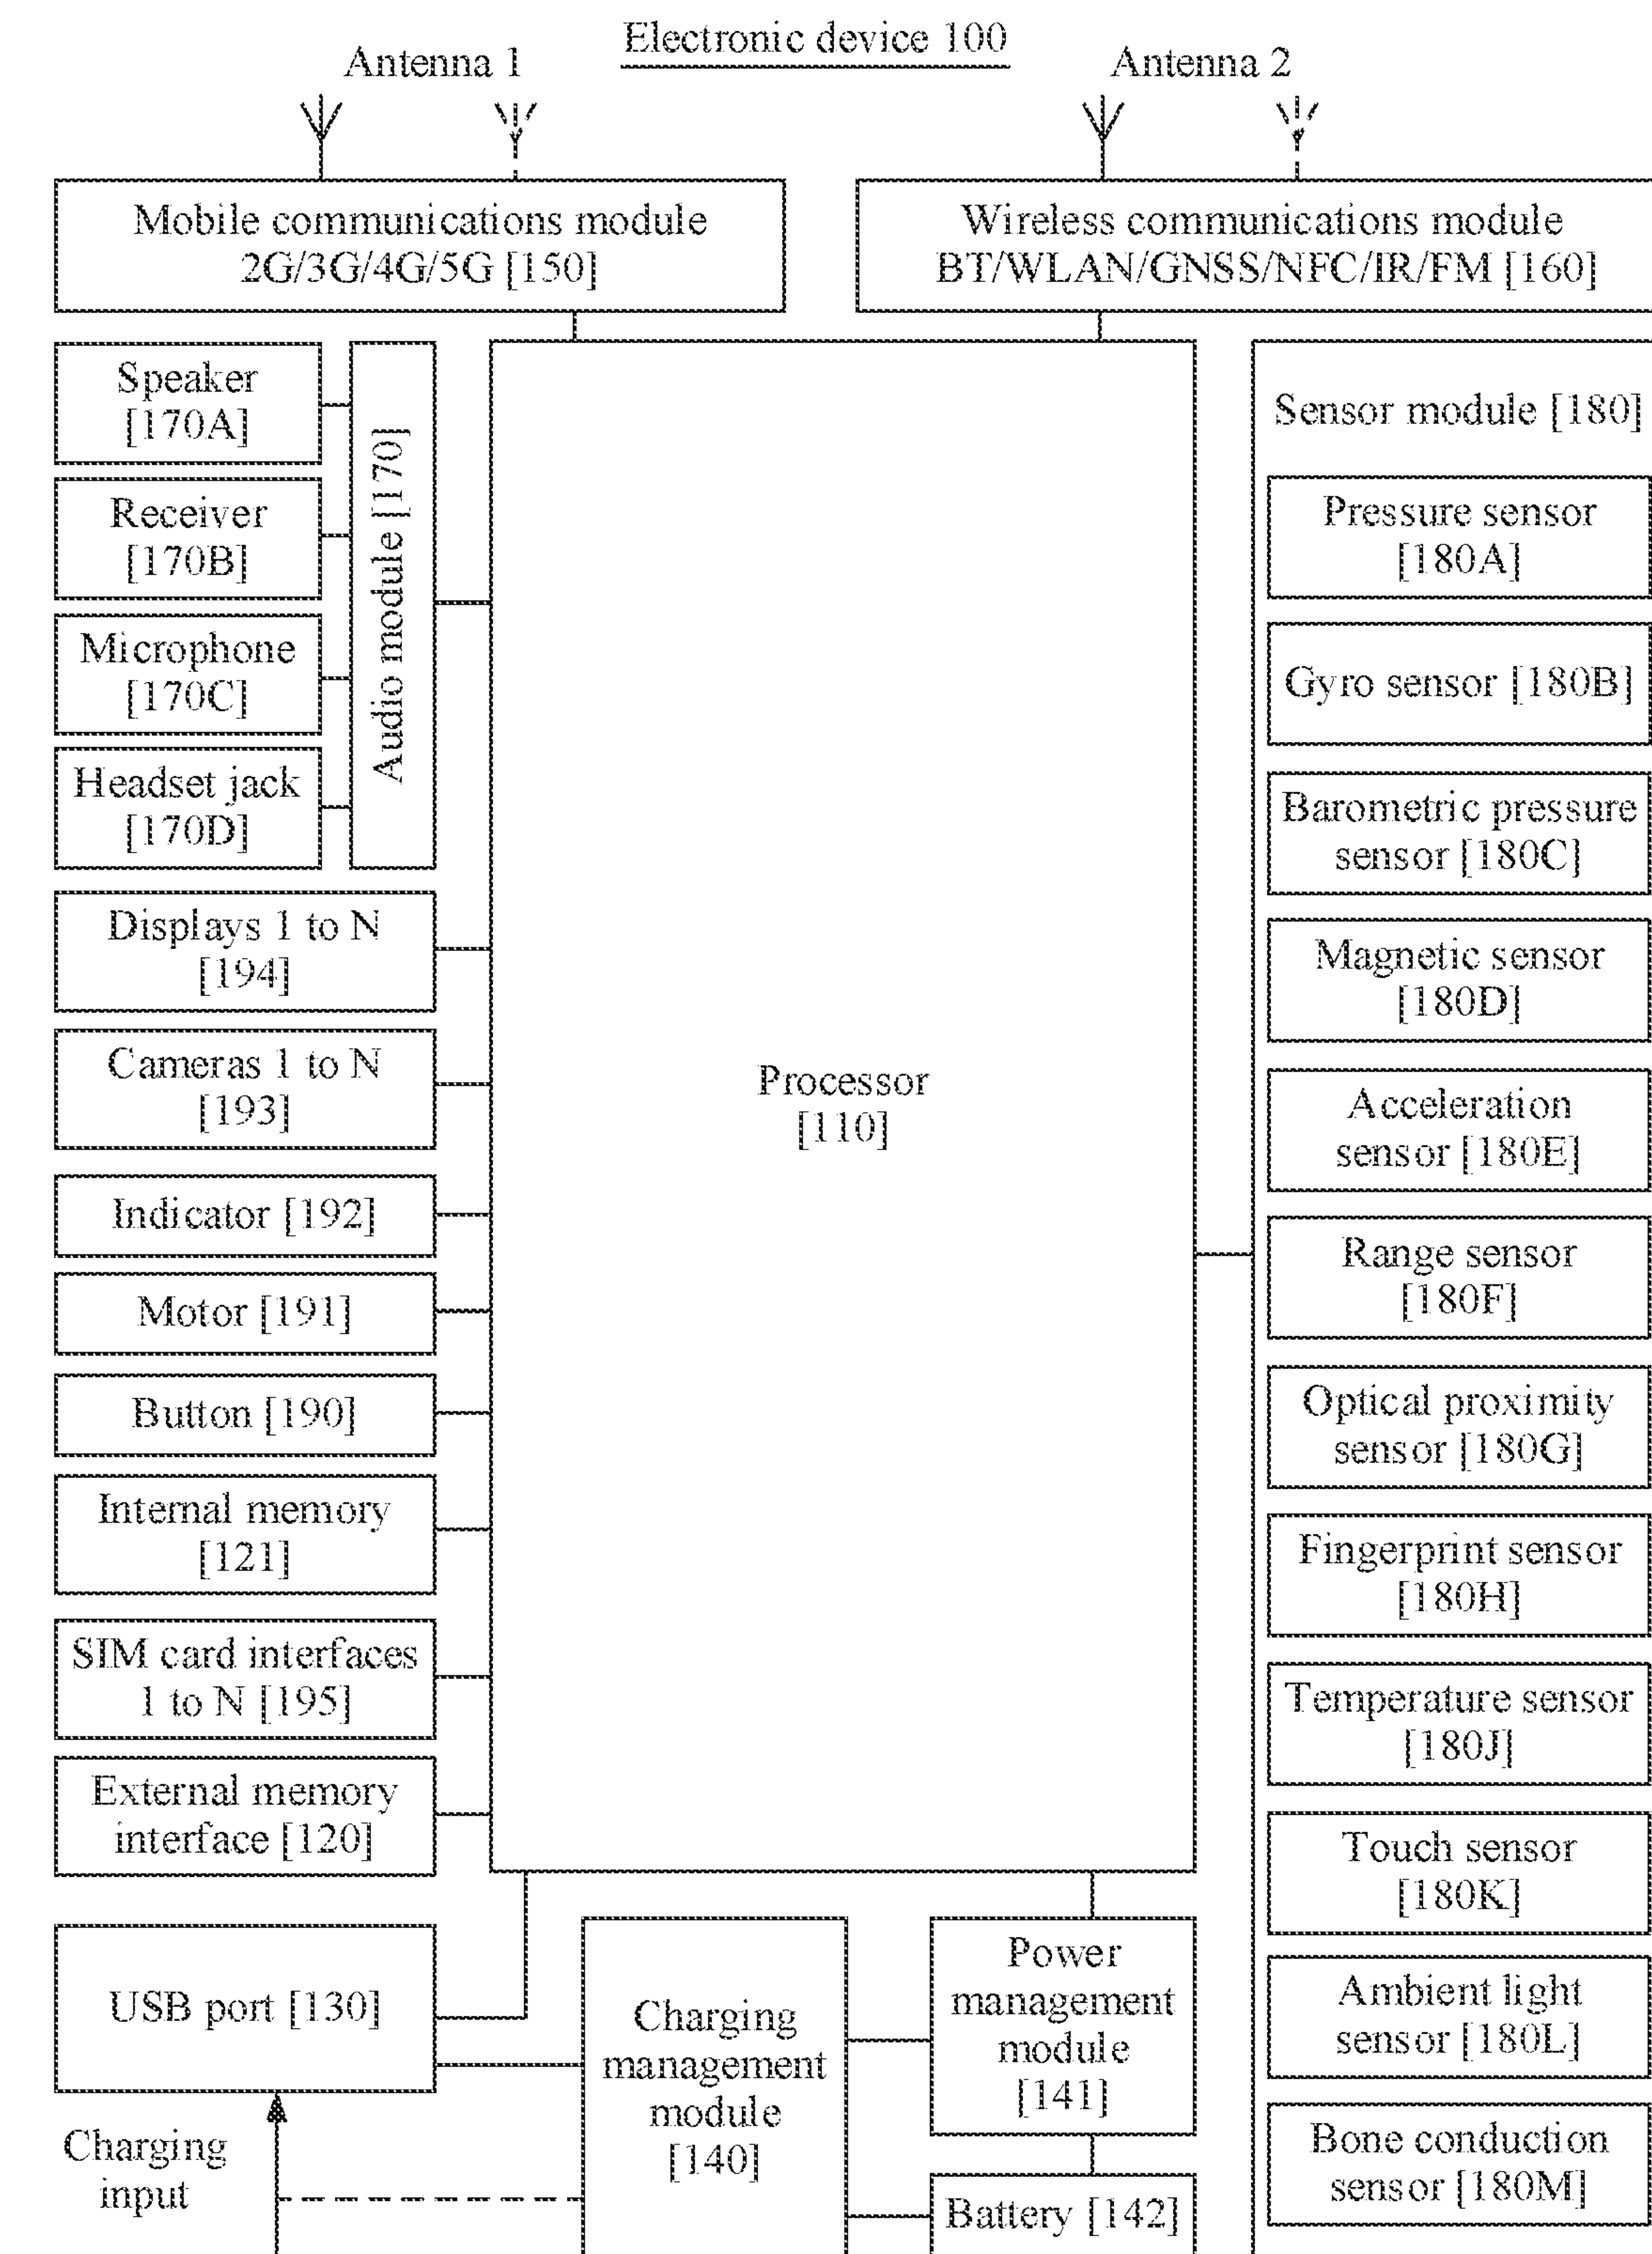 Electronic device 100
Antenna 1
Antenna 2
Mobile communications module
2G/3G/4G/5G [150]
Wireless communications module
BT/WLAN/GNSS/NFC/IR/FM [160]
Speaker
[170A]
Receiver
[170B]
Microphone
[170C]
Headset jack
[170D]
Audio module [170]
Displays 1 to N
[194]
Cameras 1 to N
[193]
Indicator [192]
Motor [191]
Button [190]
Internal memory
[121]
SIM card interfaces
1 to N [195]
External memory
interface [120]
Processor
[110]
Sensor module [180]
Pressure sensor
[180A]
Gyro sensor [180B]
Barometric pressure
sensor [180C]
Magnetic sensor
[180D]
Acceleration
sensor [180E]
Range sensor
[180F]
Optical proximity
sensor [180G]
Fingerprint sensor
[180H]
Temperature sensor
[180J]
Touch sensor
[180K]
Ambient light
sensor [180L]
Bone conduction
sensor [180M]
USB port [130]
Charging
input
Charging
management
module
[140]
Power
management
module
[141]
Battery [142]